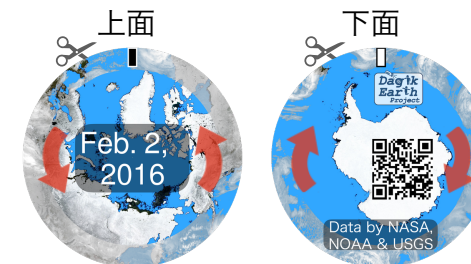 上面
下面
Feb. 2,
2016
Dagik
Earth
Project
Data by NASA,
NOAA & USGS